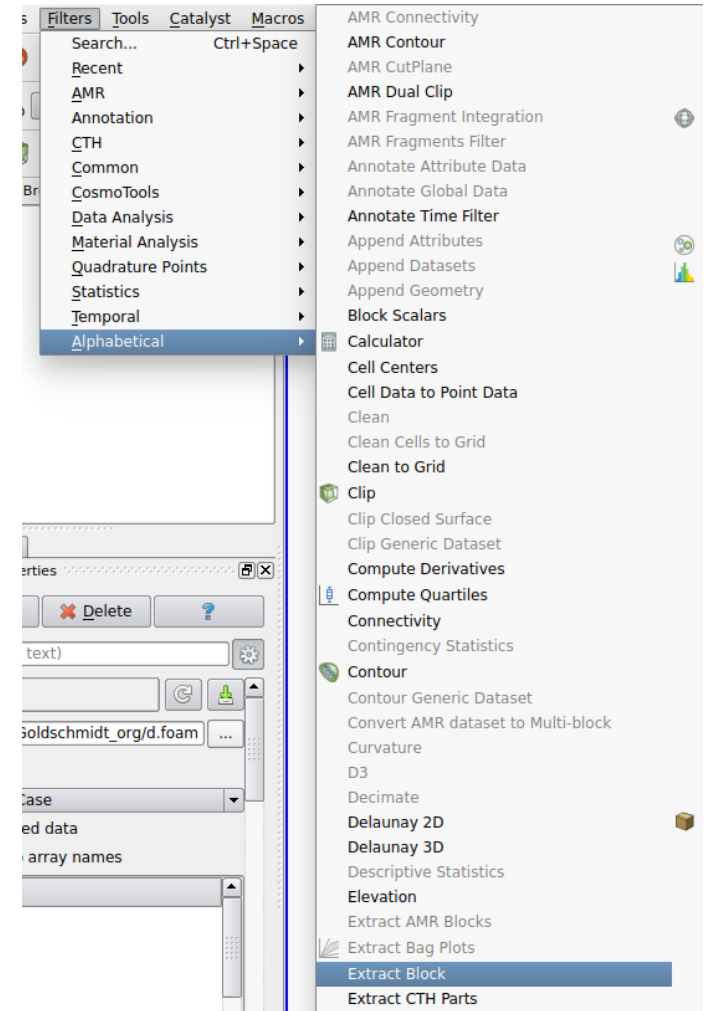 s Filters Tools Catalyst Macros
Search... Ctrl+Space
Recent
AMR
Annotation
CTH
Common
CosmoTools
Data Analysis
Material Analysis
Quadrature Points
Statistics
Temporal
Alphabetical
Br
AMR Connectivity
AMR Contour
AMR CutPlane
AMR Dual Clip
AMR Fragment Integration
AMR Fragments Filter
Annotate Attribute Data
Annotate Global Data
Annotate Time Filter
Append Attributes
Append Datasets
Append Geometry
Block Scalars
Calculator
Cell Centers
Cell Data to Point Data
Clean
Clean Cells to Grid
Clean to Grid
Clip
Clip Closed Surface
Clip Generic Dataset
Compute Derivatives
Compute Quartiles
Connectivity
Contingency Statistics
Contour
Contour Generic Dataset
Convert AMR dataset to Multi-block
Curvature
D3
Decimate
Delaunay 2D
Delaunay 3D
Descriptive Statistics
Elevation
Extract AMR Blocks
Extract Bag Plots
Extract Block
Extract CTH Parts
erties
Delete ?
text)
Goldschmidt_org/d.foam ...
Case
ed data
array names